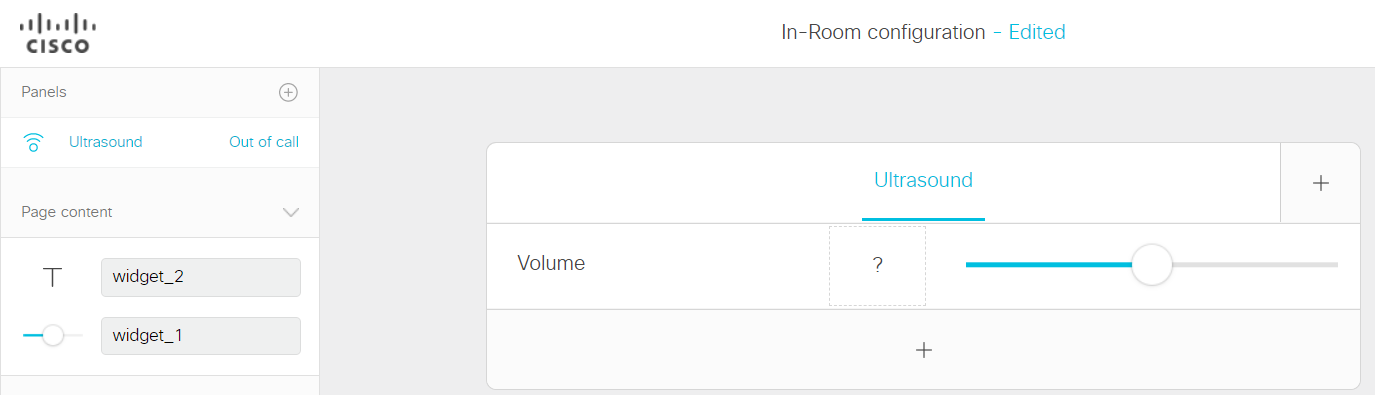 CISCO
In-Room configuration - Edited
Panels
Ultrasound Out of call
Page content
widget_2
widget_1
Ultrasound
+
Volume ?
+